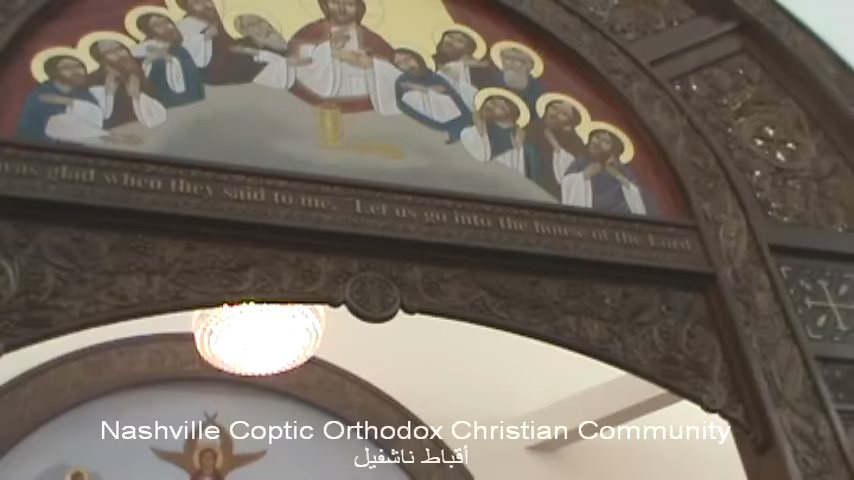 was glad when they said to me, Let us go into the house of the Lord
Nashville Coptic Orthodox Christian Community
أقباط ناشفيل